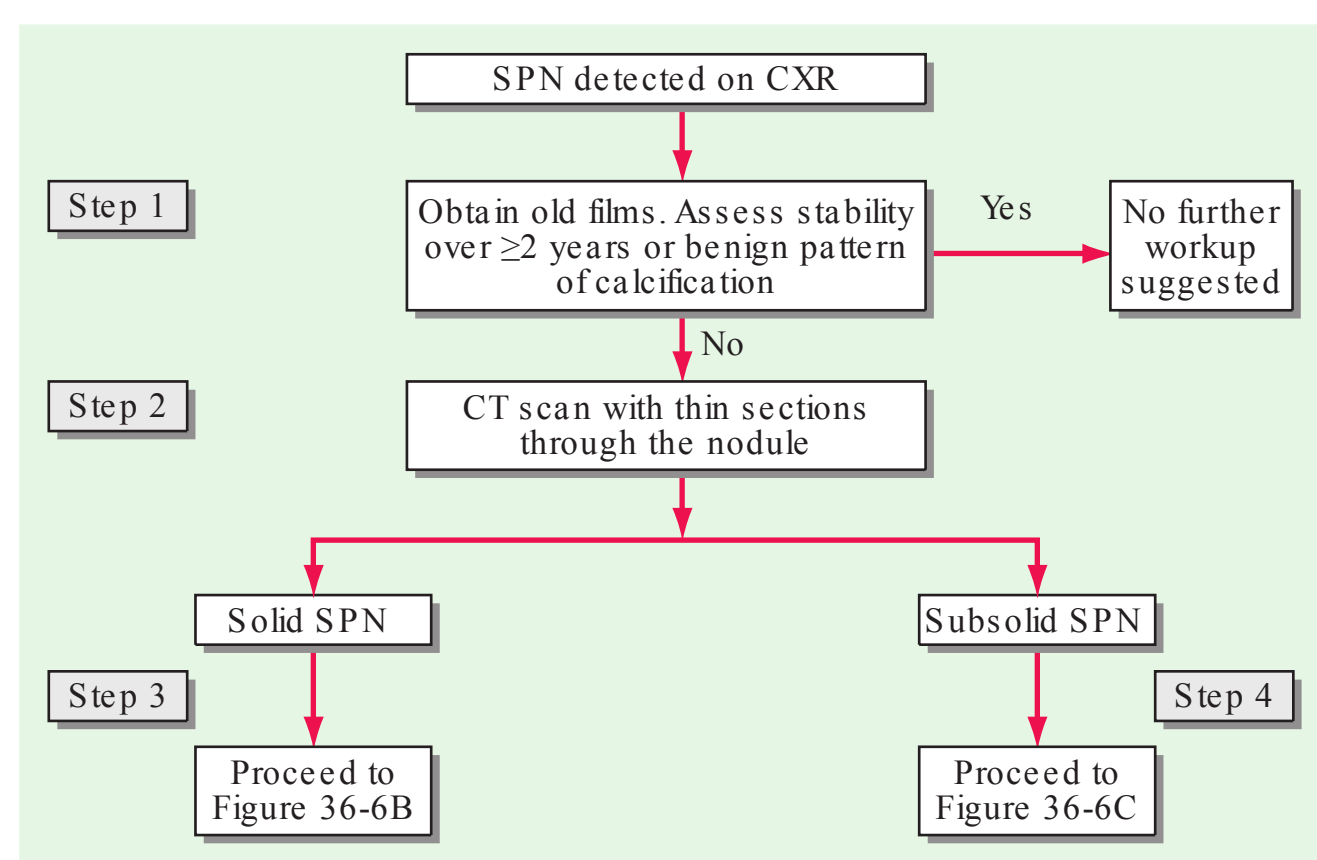 SPN detected on CXR
Step 1
Obtain old films. Assess stability
over ≥2 years or benign pattern
of calcification
Yes
No further
workup
suggested
No
Step 2
CT scan with thin sections
through the nodule
Solid SPN
Subsolid SPN
Step 3
Step 4
Proceed to
Figure 36-6B
Proceed to
Figure 36-6C